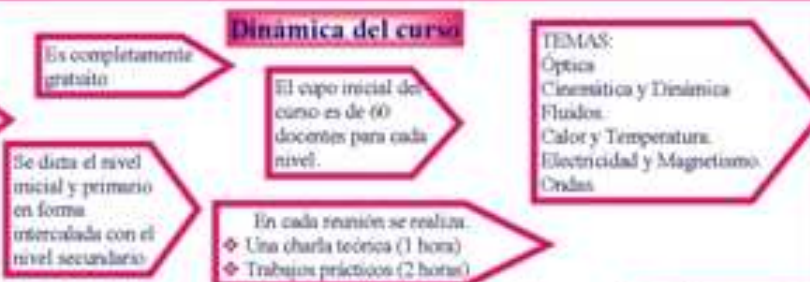 Dinámica del curso
Es completamente
gratuito
El cupo inicial del
curso es de 60
docentes para cada
nivel.
TEMAS:
Óptica
Cinemática y Dinámica
Fluidos.
Calor y Temperatura.
Electricidad y Magnetismo.
Ondas
Se dicta el nivel
inicial y primario
en forma
intercalada con el
nivel secundario
En cada reunión se realiza.
❖ Una charla teórica (1 hora)
❖ Trabajos prácticos (2 horas)